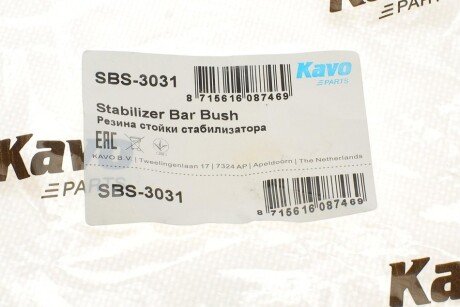 Kavo
PARTS
SBS-3031
8 715616 087469
Stabilizer Bar Bush
Резина стойки стабилизатора
EAC
KAVO B.V. | Tweelingenlaan 17 | 7324 AP | Apeldoorn | The Netherlands
SBS-3031
8 715616 087469
Kavo
PARTS
Kavo
PARTS